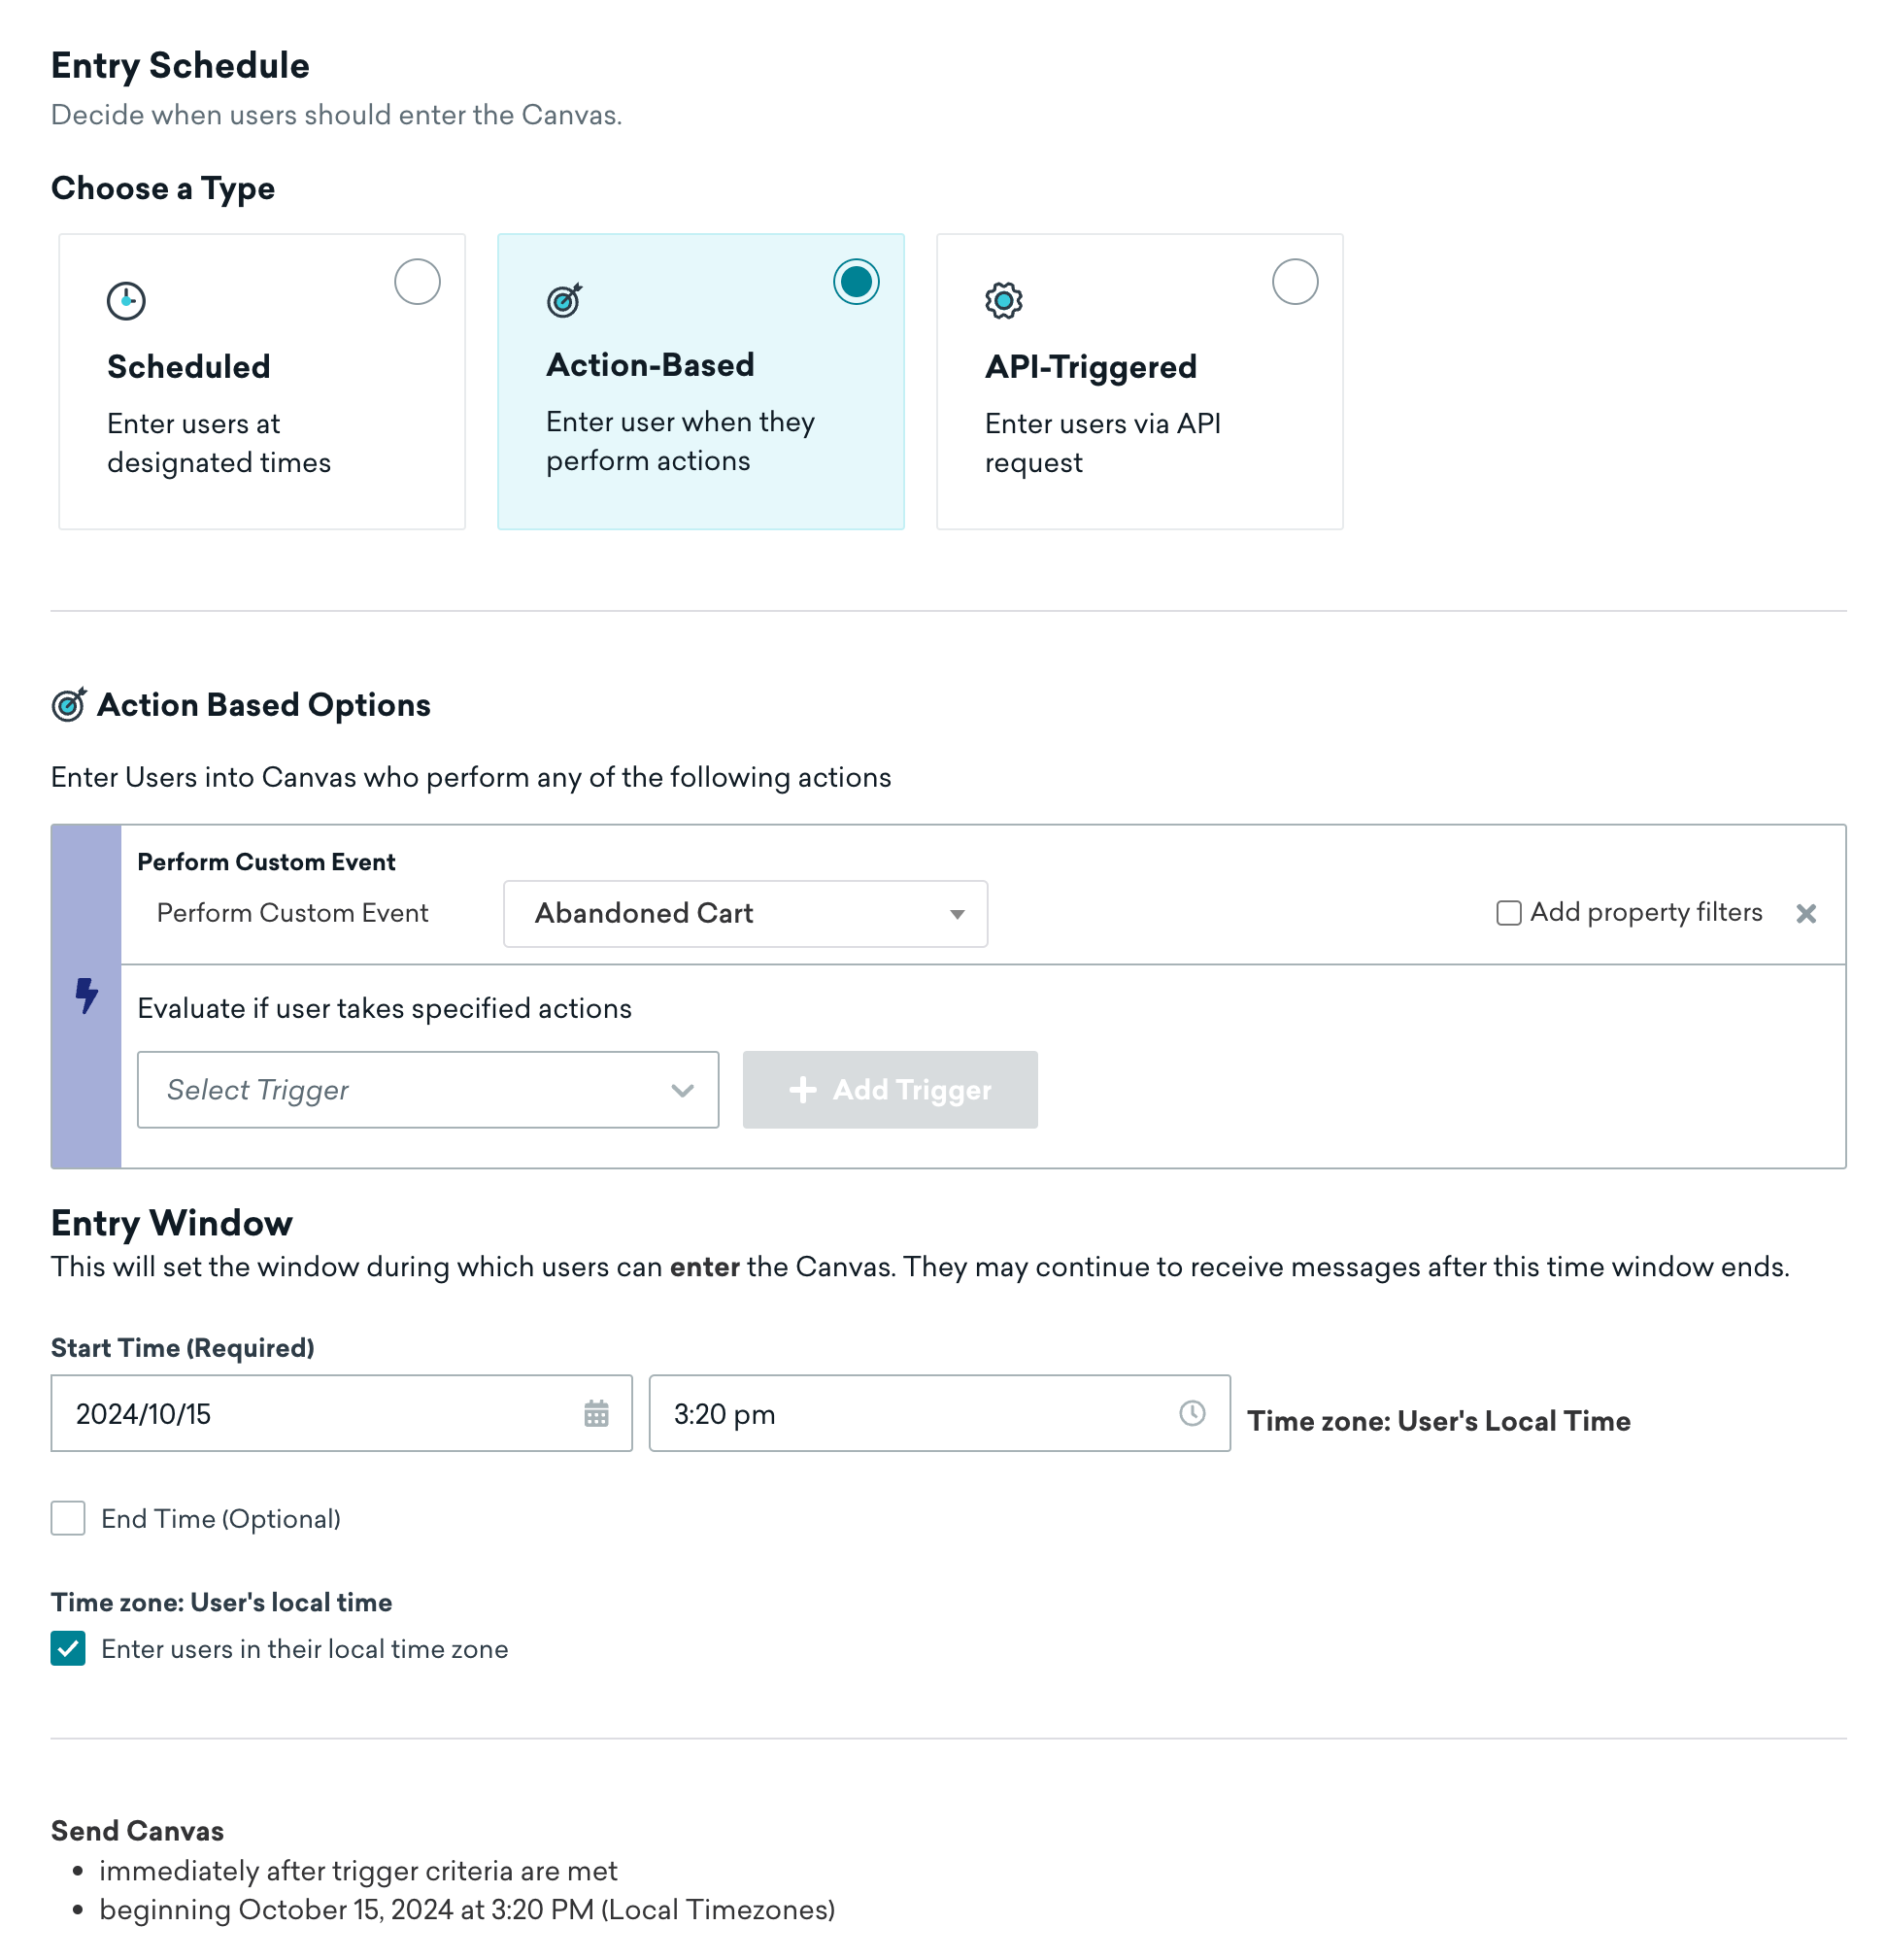 Entry Schedule
Decide when users should enter the Canvas.
Choose a Type
Scheduled
Enter users at
designated times
Action-Based
Enter user when they
perform actions
API-Triggered
Enter users via API
request
Action Based Options
Enter Users into Canvas who perform any of the following actions
Perform Custom Event
Perform Custom Event Abandoned Cart Add property filters
Evaluate if user takes specified actions
Select Trigger Add Trigger
Entry Window
This will set the window during which users can enter the Canvas. They may continue to receive messages after this time window ends.
Start Time (Required)
2024/10/15 3:20 pm Time zone: User's Local Time
End Time (Optional)
Time zone: User's local time
Enter users in their local time zone
Send Canvas
• immediately after trigger criteria are met
• beginning October 15, 2024 at 3:20 PM (Local Timezones)